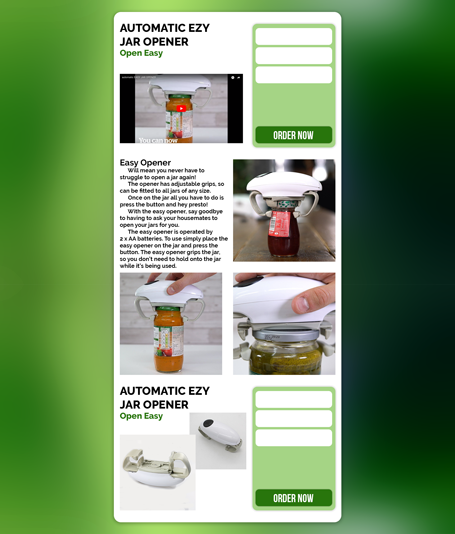 AUTOMATIC EZY
JAR OPENER
Open Easy
You can now
ORDER NOW
Easy Opener
Will mean you never have to
struggle to open a jar again!
The opener has adjustable grips, so
can be fitted to all jars of any size.
Once on the jar all you have to do is
press the button and hey presto!
With the easy opener, say goodbye
to having to ask your housemates to
open your jars for you.
The easy opener is operated by
2 x AA batteries. To use simply place the
easy opener on the jar and press the
button. The easy opener grips the jar,
so you don't need to hold onto the jar
while it's being used.
AUTOMATIC EZY
JAR OPENER
Open Easy
ORDER NOW